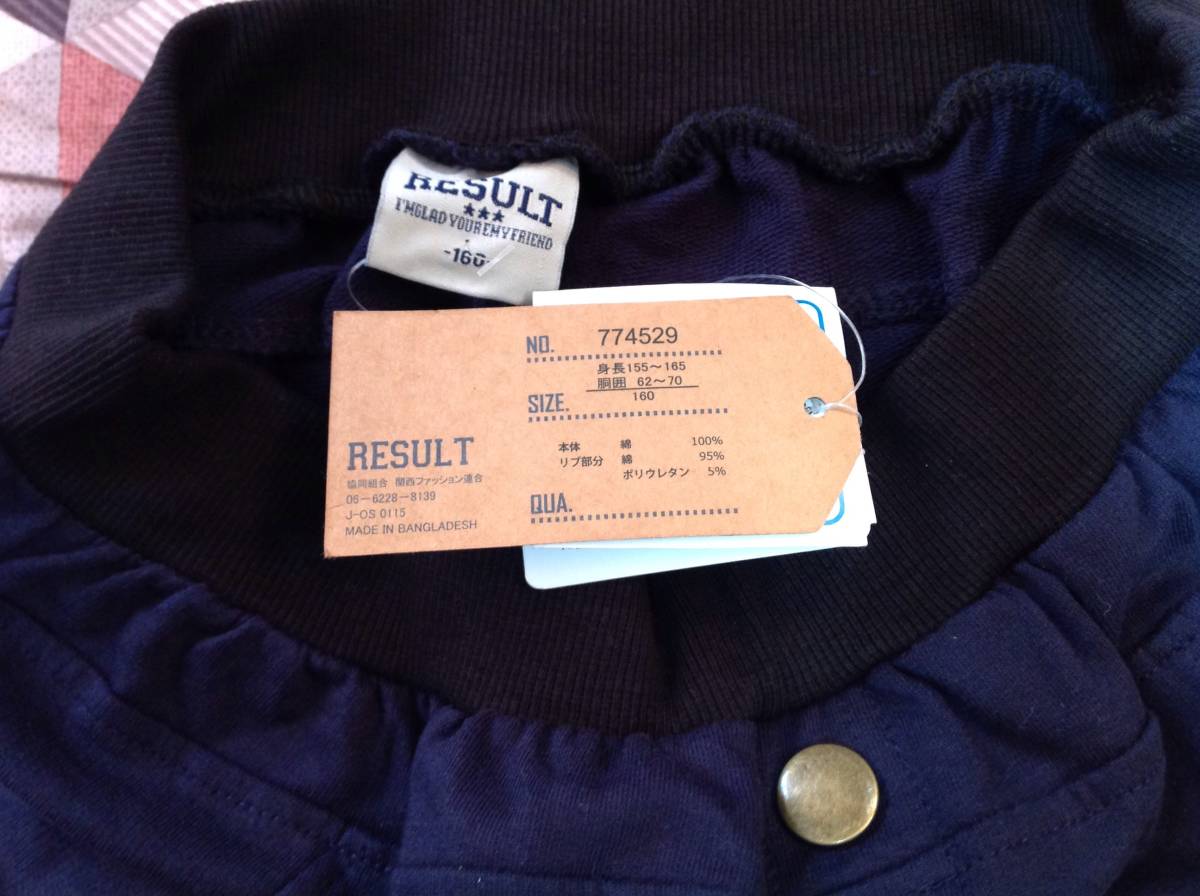 RESULT
I'MGLAD YOUREMYFRIEND
-160-
NO. 774529
身長155～165
胴囲 62～70
SIZE. 160
本体 綿 100%
リブ部分 綿 95%
ポリウレタン 5%
QUA.
RESULT
協同組合 関西ファッション連合
06-6228-8139
J-OS 0115
MADE IN BANGLADESH